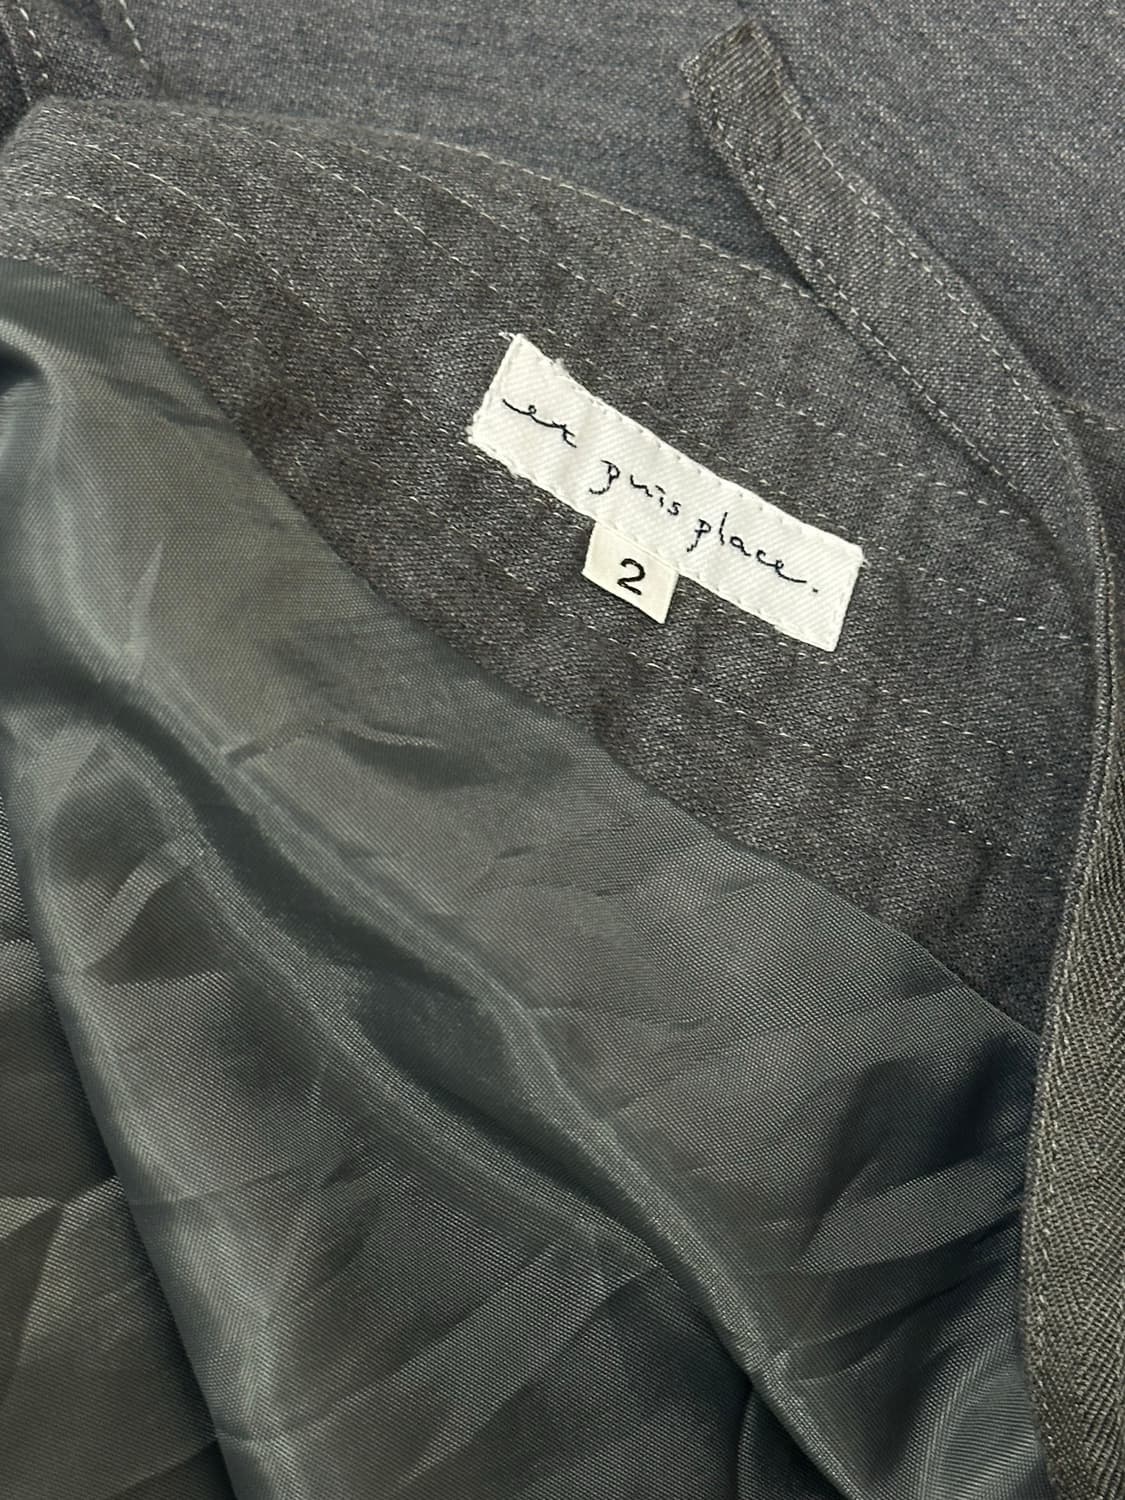 et puis place.
2